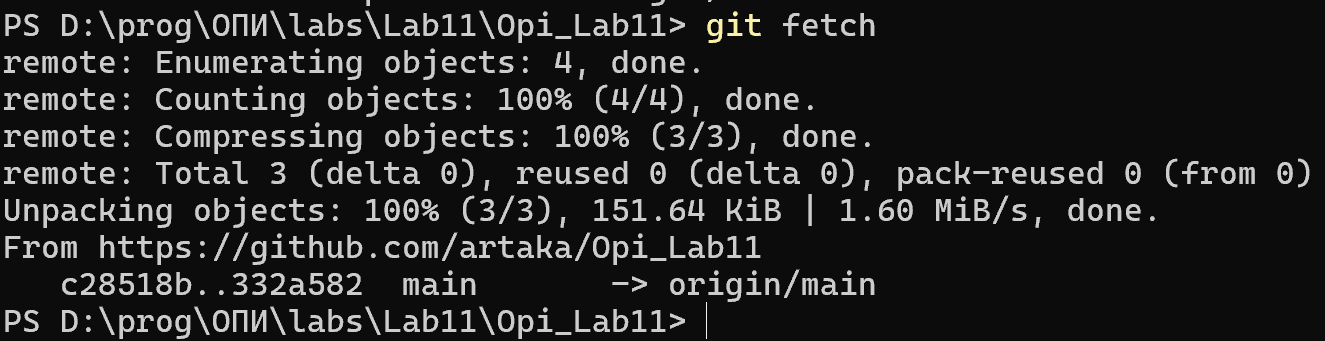 PS D:\prog\ОПИ\labs\Lab11\Opi_Lab11> git fetch
remote: Enumerating objects: 4, done.
remote: Counting objects: 100% (4/4), done.
remote: Compressing objects: 100% (3/3), done.
remote: Total 3 (delta 0), reused 0 (delta 0), pack-reused 0 (from 0)
Unpacking objects: 100% (3/3), 151.64 KiB | 1.60 MiB/s, done.
From https://github.com/artaka/Opi_Lab11
   c28518b..332a582  main       -> origin/main
PS D:\prog\ОПИ\labs\Lab11\Opi_Lab11>